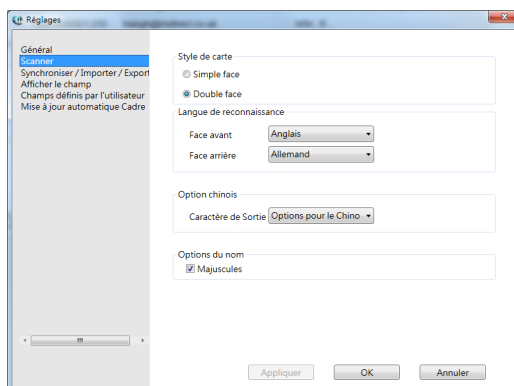 Réglages
Général
Scanner
Synchroniser / Importer / Export
Afficher le champ
Champs définis par l'utilisateur
Mise à jour automatique Cadre
Style de carte
Simple face
Double face
Langue de reconnaissance
Face avant Anglais
Face arrière Allemand
Option chinois
Caractère de Sortie Options pour le Chino
Options du nom
Majuscules
Appliquer OK Annuler